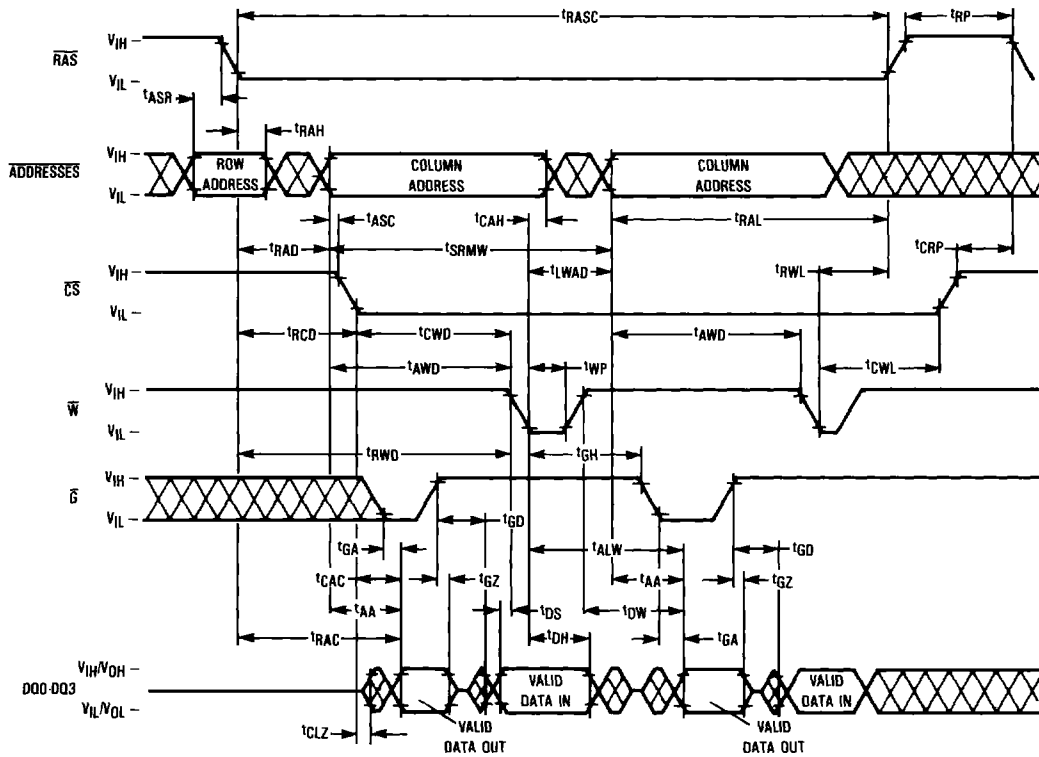 tRASC
tRP
RAS
VIH
VIL
tASR
tRAH
ADDRESSES
VIH
VIL
ROW
ADDRESS
COLUMN
ADDRESS
COLUMN
ADDRESS
tASC
tCAH
tRAL
tRAD
tSRMW
tCRP
CS
VIH
VIL
tLWAD
tRWL
tRCD
tCWD
tAWD
tAWD
tWP
tCWL
W
VIH
VIL
tRWD
tGH
G
VIH
VIL
tGD
tGA
tALW
tGD
tCAC
tGZ
tAA
tGZ
tAA
tDS
tDW
tRAC
tDH
tGA
DQ0-DQ3
VIH/VOH
VIL/VOL
VALID
DATA IN
VALID
DATA IN
tCLZ
VALID
DATA OUT
VALID
DATA OUT